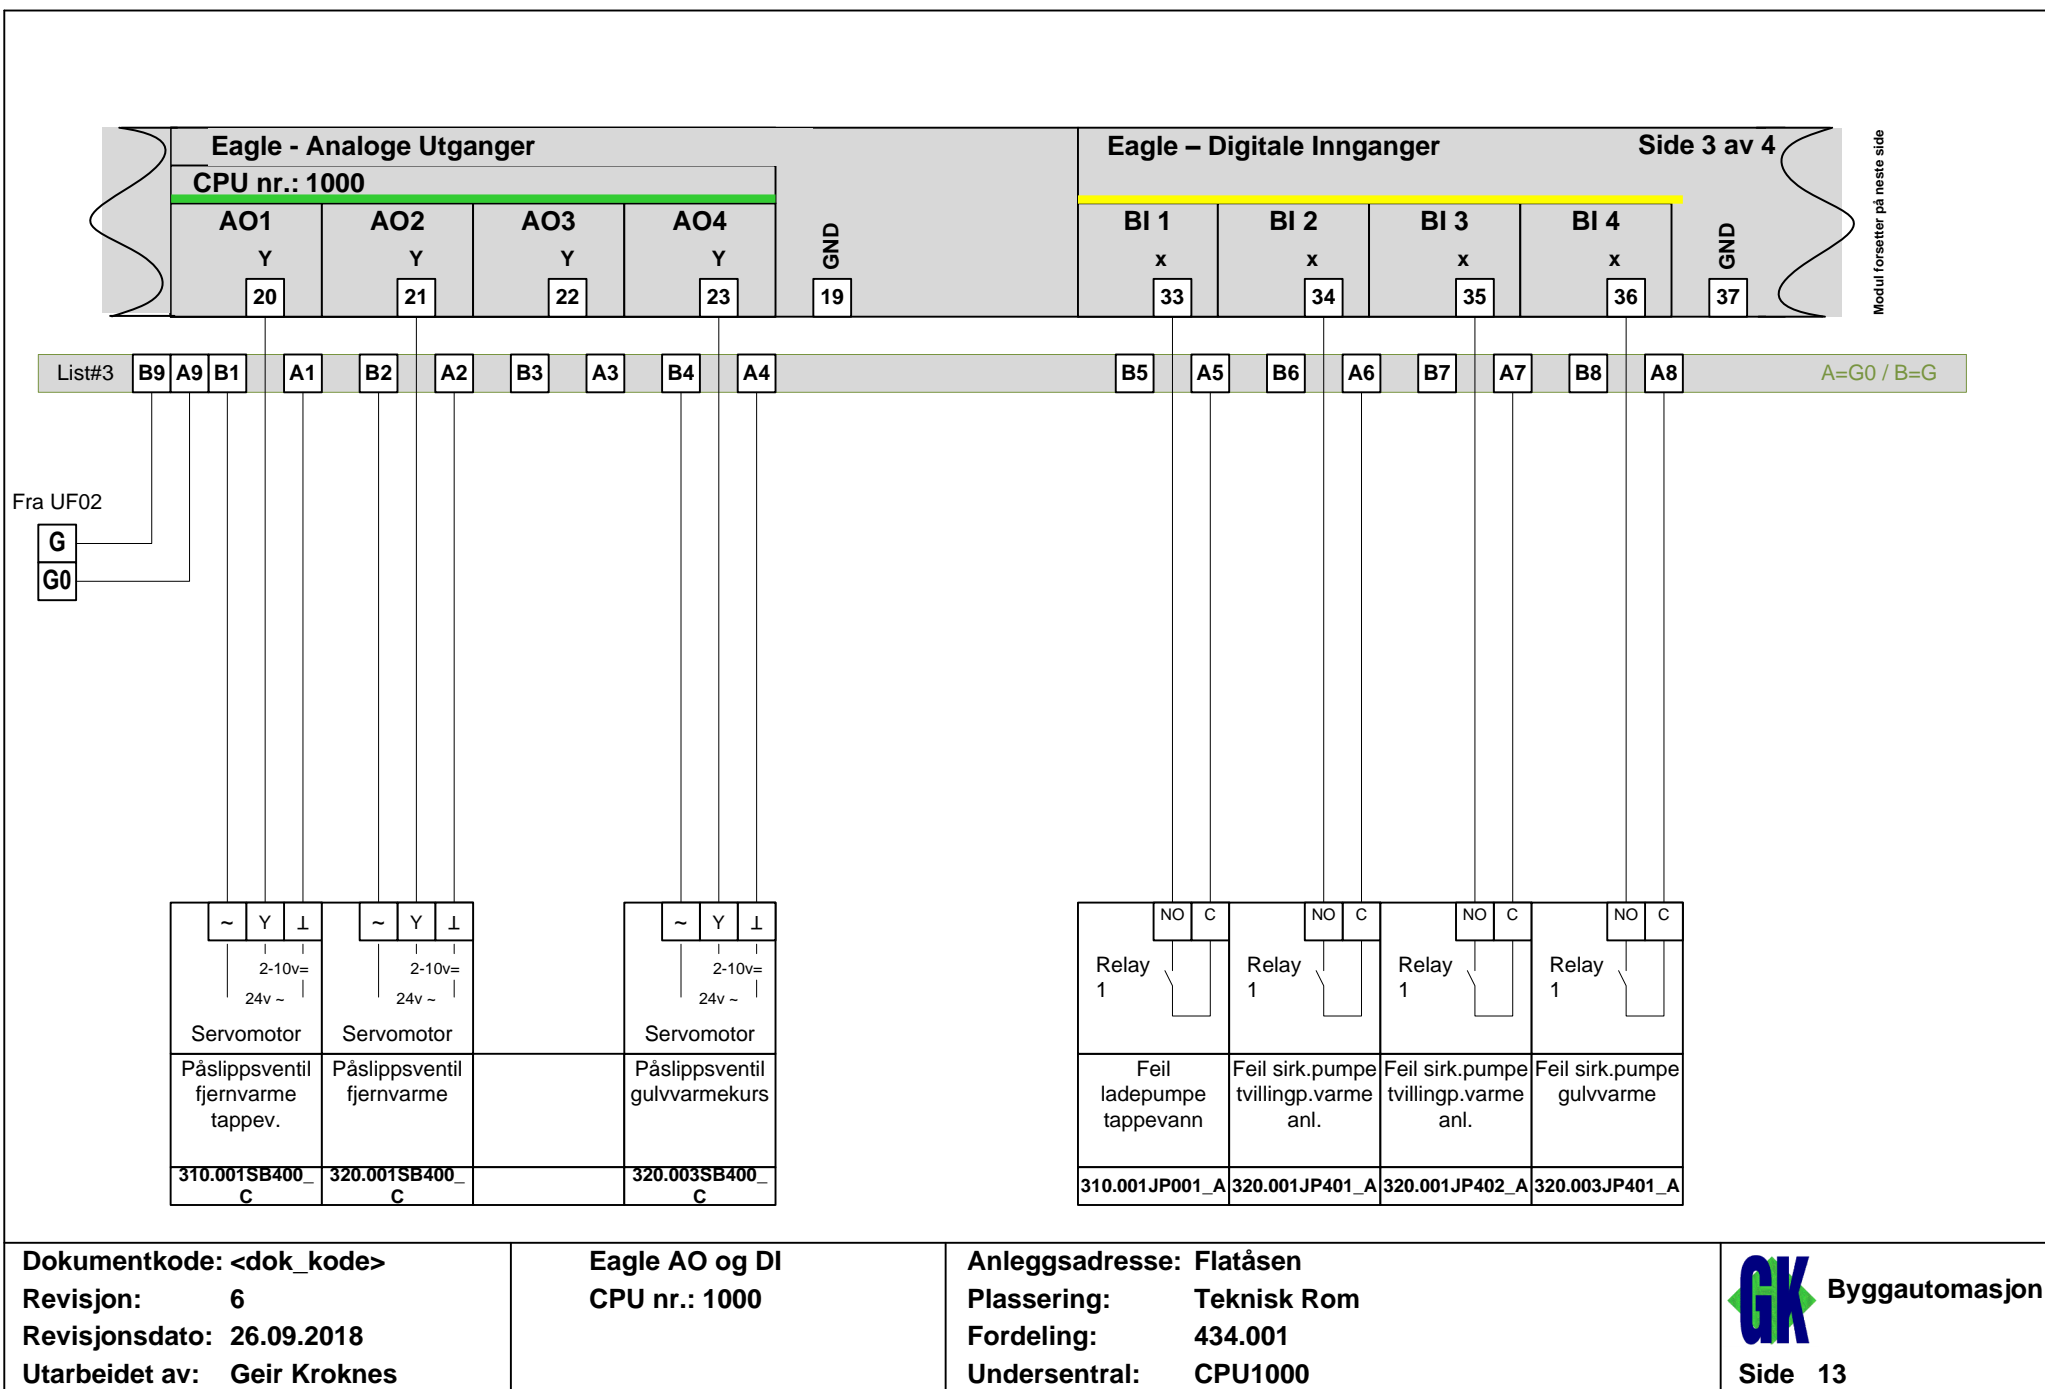 Eagle - Analoge Utganger
Eagle – Digitale Innganger
Side 3 av 4
Modul forsetter på neste side
CPU nr.: 1000
AO1 AO2 AO3 AO4 GND BI 1 BI 2 BI 3 BI 4 GND
Y Y Y Y x x x x
20 21 22 23 19 33 34 35 36 37
List#3 B9 A9 B1 A1 B2 A2 B3 A3 B4 A4 B5 A5 B6 A6 B7 A7 B8 A8 A=G0 / B=G
Fra UF02
G
G0
~ Y ⊥ ~ Y ⊥ ~ Y ⊥ NO C NO C NO C NO C
2-10v= 2-10v= 2-10v=
24v ~ 24v ~ 24v ~
Relay 1
Relay 1
Relay 1
Relay 1
Servomotor Servomotor Servomotor
Påslippsventil
fjernvarme
tappev.
Påslippsventil
fjernvarme
Påslippsventil
gulvvarmekurs
Feil
ladepumpe
tappevann
Feil sirk.pumpe
tvillingp.varme
anl.
Feil sirk.pumpe
tvillingp.varme
anl.
Feil sirk.pumpe
gulvvarme
310.001SB400_
C
320.001SB400_
C
320.003SB400_
C
310.001JP001_A 320.001JP401_A 320.001JP402_A 320.003JP401_A
Dokumentkode: <dok_kode>
Revisjon: 6
Revisjonsdato: 26.09.2018
Utarbeidet av: Geir Kroknes
Eagle AO og DI
CPU nr.: 1000
Anleggsadresse: Flatåsen
Plassering: Teknisk Rom
Fordeling: 434.001
Undersentral: CPU1000
GK Byggautomasjon
Side 13